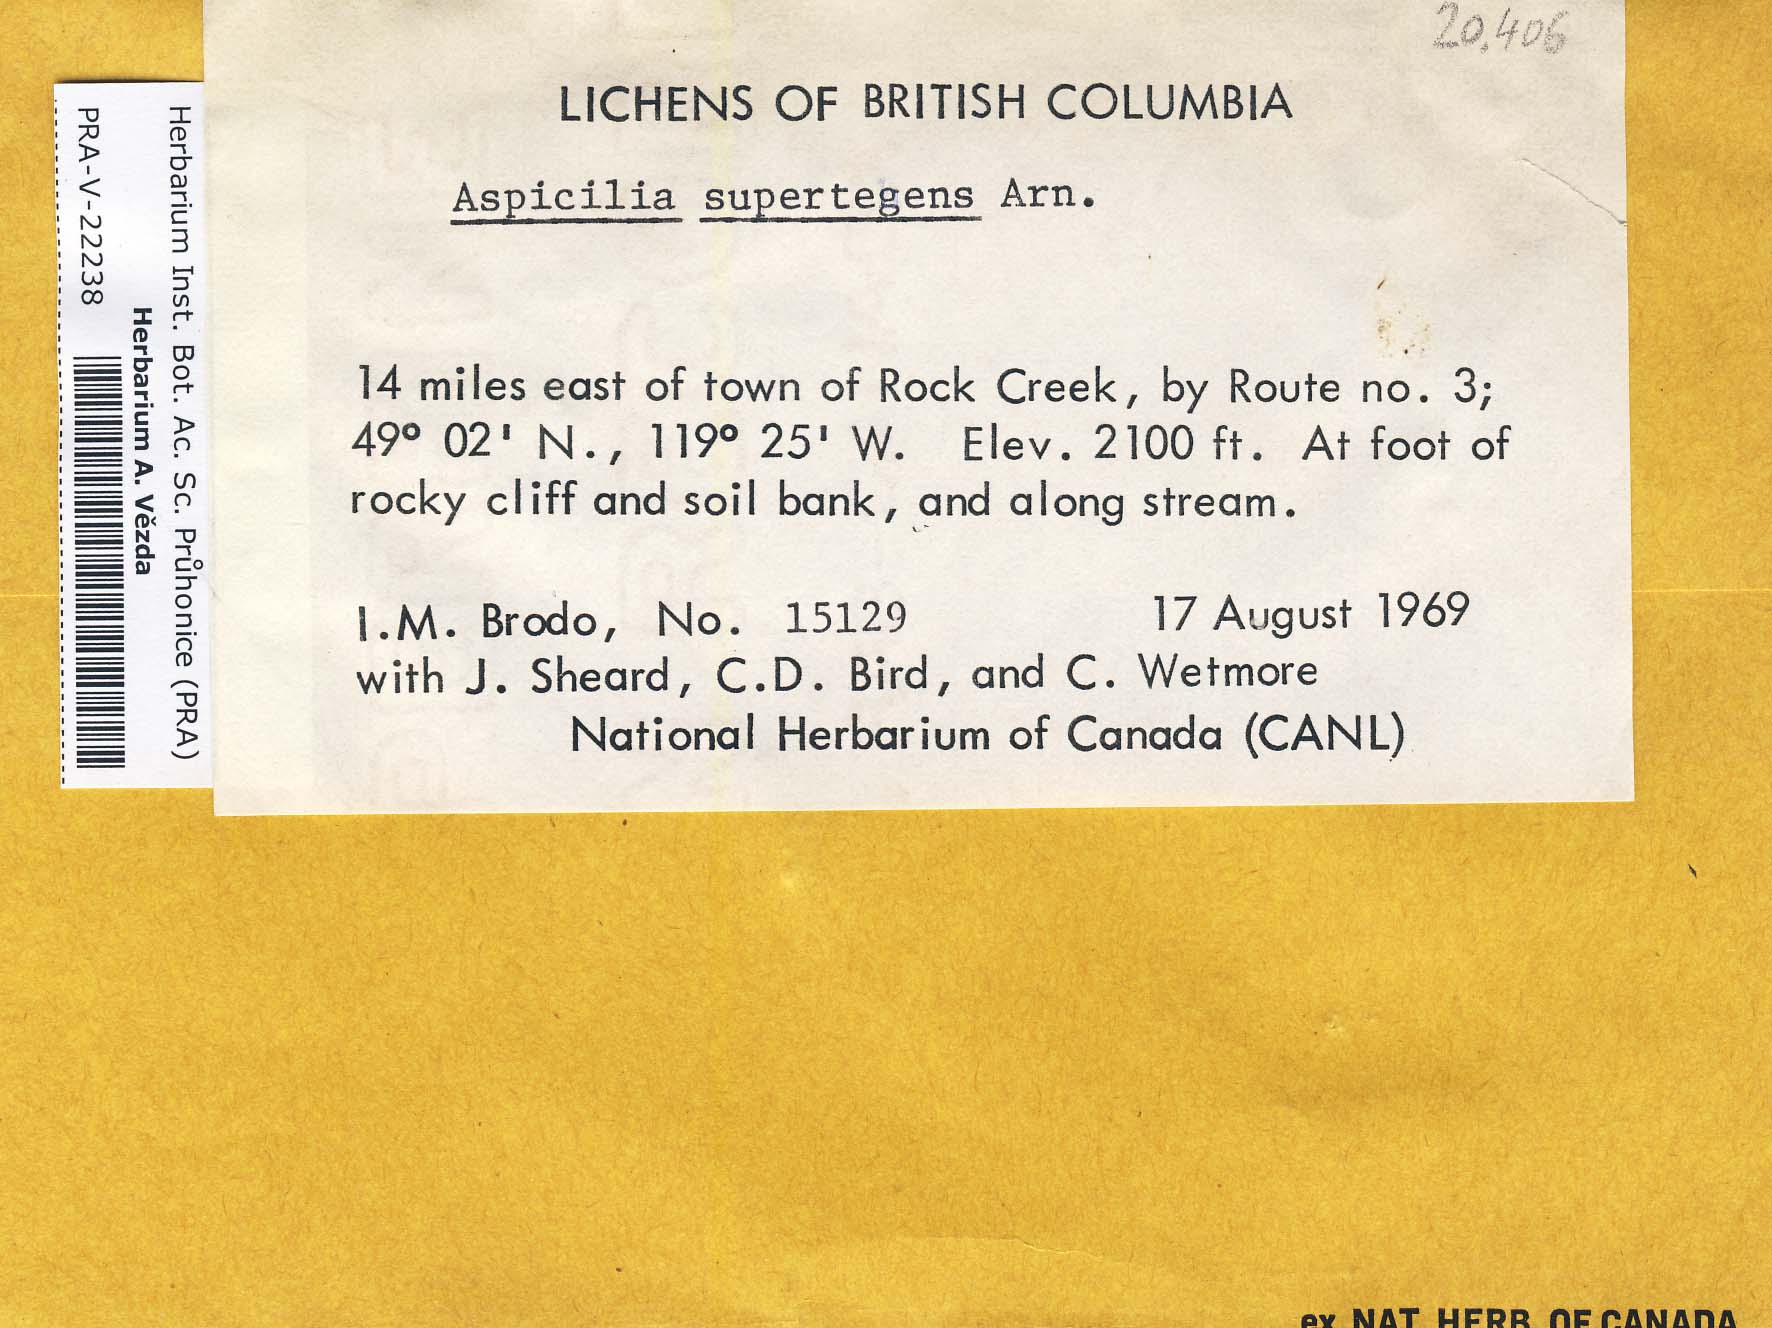 20.406
LICHENS OF BRITISH COLUMBIA
Aspicilia supertegens Arn.
14 miles east of town of Rock Creek, by Route no. 3;
49° 02' N., 119° 25' W. Elev. 2100 ft. At foot of
rocky cliff and soil bank, and along stream.
I.M. Brodo, No. 15129 17 August 1969
with J. Sheard, C.D. Bird, and C. Wetmore
National Herbarium of Canada (CANL)
Herbarium Inst. Bot. Ac. Sc. Průhonice (PRA)
Herbarium A. Vězda
PRA-V-22238
ex NAT. HERB. OF CANADA